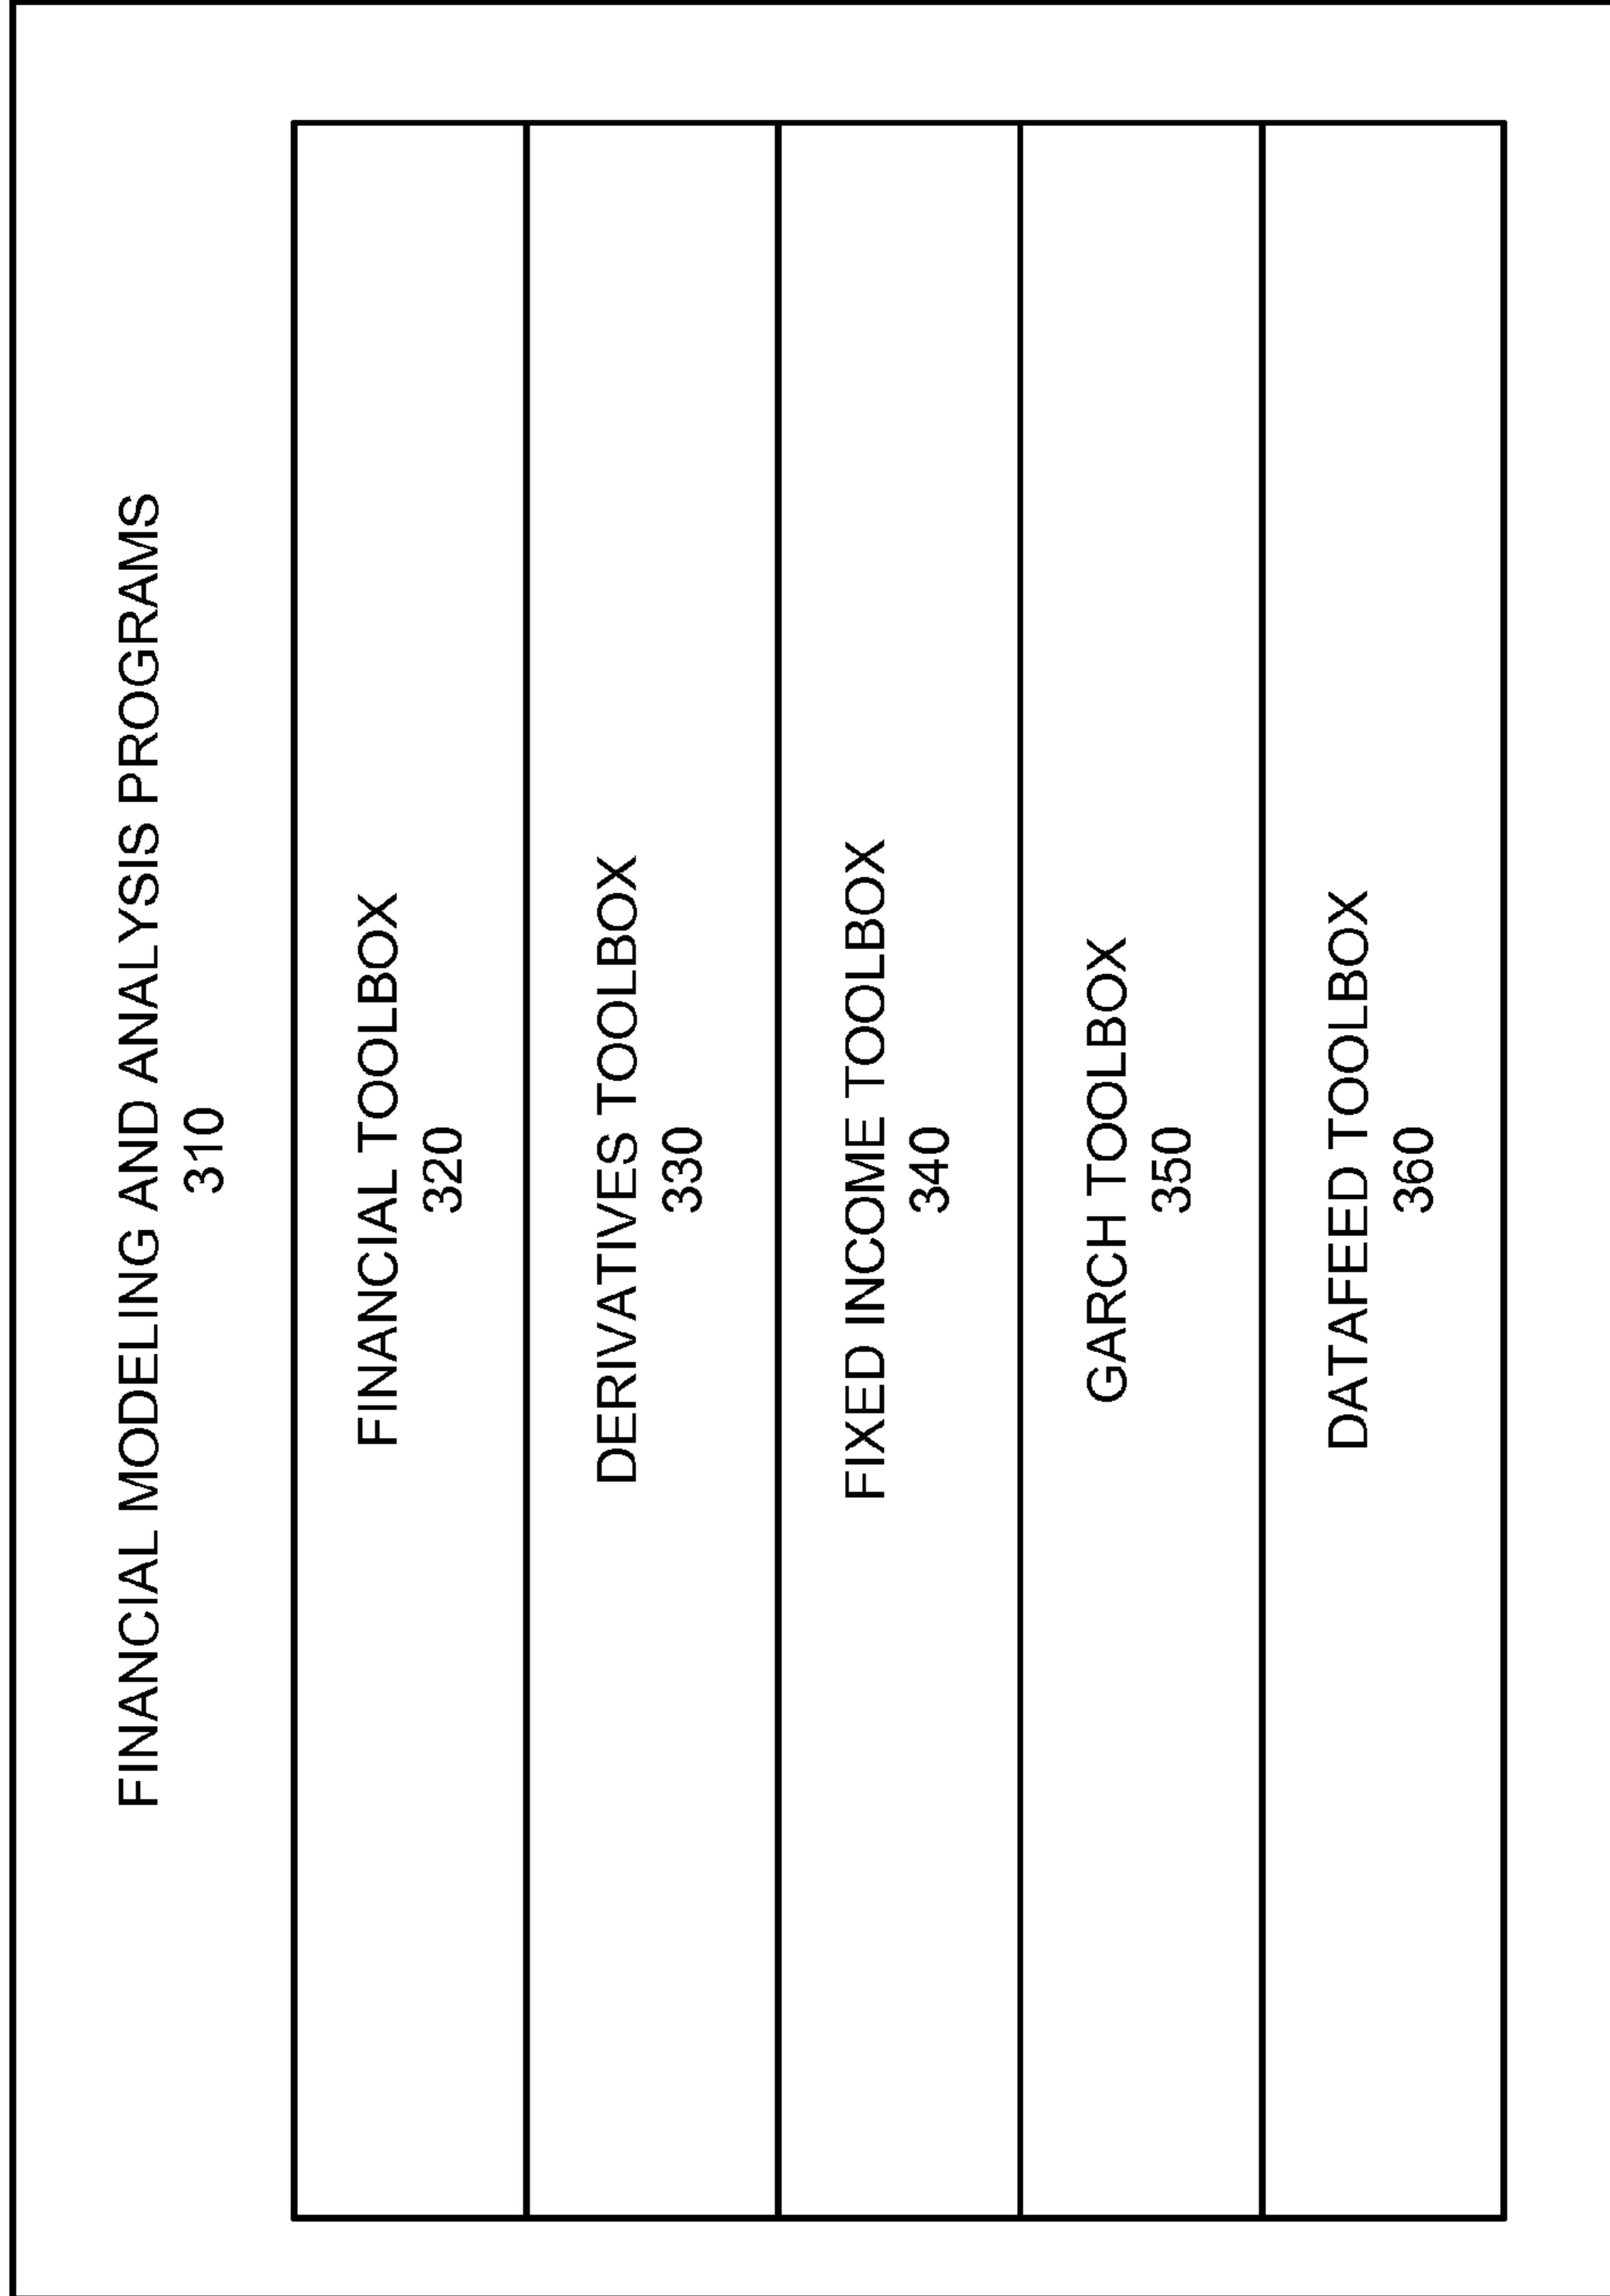 FINANCIAL MODELING AND ANALYSIS PROGRAMS
310
FINANCIAL TOOLBOX
320
DERIVATIVES TOOLBOX
330
FIXED INCOME TOOLBOX
340
GARCH TOOLBOX
350
DATAFEED TOOLBOX
360